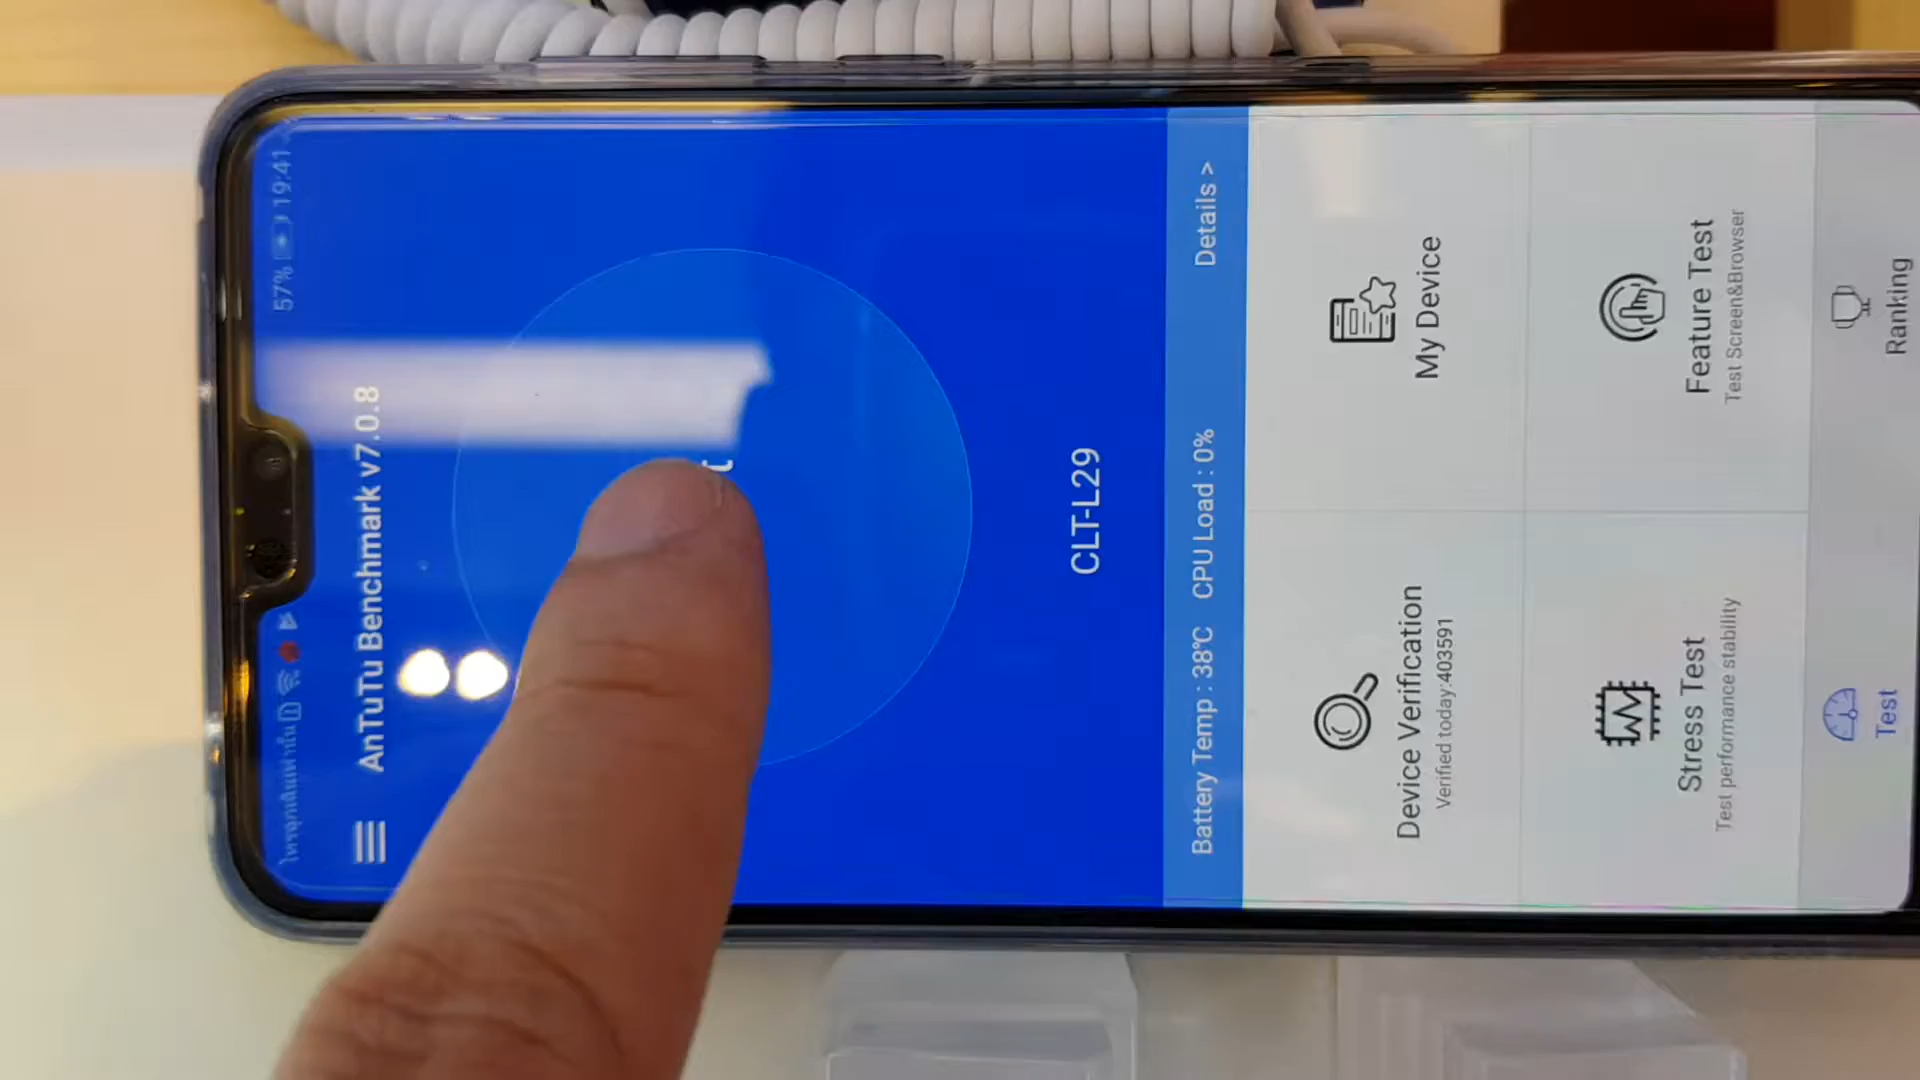 57% 19:41
AnTuTu Benchmark v7.0.8
t
CLT-L29
Battery Temp : 38℃ CPU Load : 0% Details >
Device Verification
Verified today:403591
My Device
Stress Test
Test performance stability
Feature Test
Test Screen&Browser
Test
Ranking